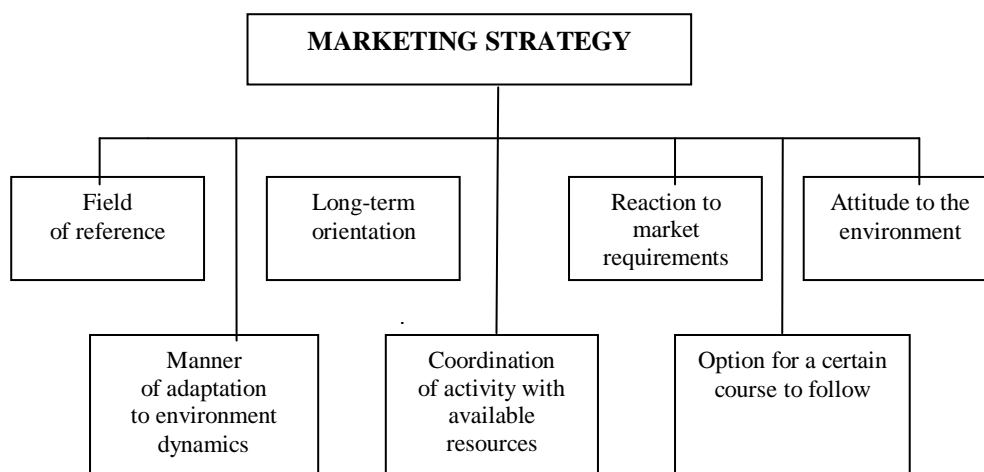 MARKETING STRATEGY
Field
of reference
Long-term
orientation
Reaction to
market
requirements
Attitude to the
environment
Manner
of adaptation
to environment
dynamics
Coordination
of activity with
available
resources
Option for a certain
course to follow